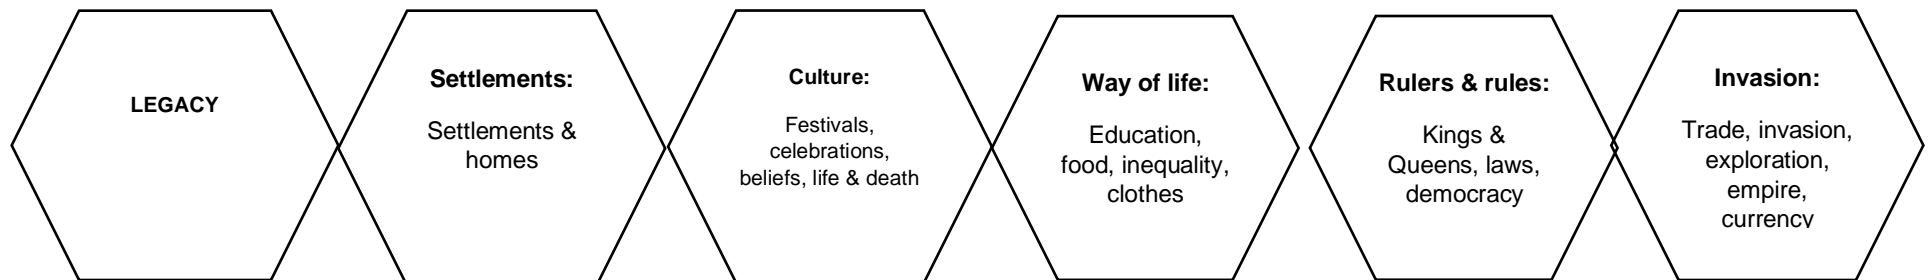 LEGACY
Settlements:
Settlements &
homes
Culture:
Festivals,
celebrations,
beliefs, life & death
Way of life:
Education,
food, inequality,
clothes
Rulers & rules:
Kings &
Queens, laws,
democracy
Invasion:
Trade, invasion,
exploration,
empire,
currency